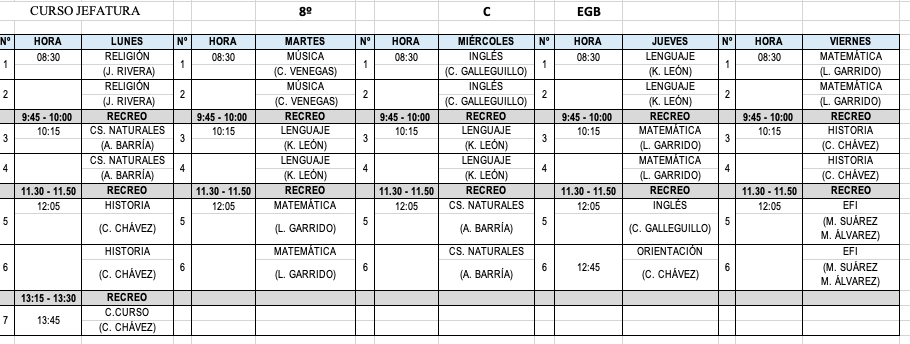 CURSO JEFATURA 8º C EGB
Nº HORA LUNES Nº HORA MARTES Nº HORA MIÉRCOLES Nº HORA JUEVES Nº HORA VIERNES
1 08:30 RELIGIÓN 1 08:30 MÚSICA 1 08:30 INGLÉS 1 08:30 LENGUAJE 1 08:30 MATEMÁTICA
(J. RIVERA) (C. VENEGAS) (C. GALLEGUILLO) (K. LEÓN) (L. GARRIDO)
2 RELIGIÓN 2 MÚSICA 2 INGLÉS 2 LENGUAJE 2 MATEMÁTICA
(J. RIVERA) (C. VENEGAS) (C. GALLEGUILLO) (K. LEÓN) (L. GARRIDO)
9:45 - 10:00 RECREO 9:45 - 10:00 RECREO 9:45 - 10:00 RECREO 9:45 - 10:00 RECREO 9:45 - 10:00 RECREO
3 10:15 CS. NATURALES 3 10:15 LENGUAJE 3 10:15 LENGUAJE 3 10:15 MATEMÁTICA 3 10:15 HISTORIA
(A. BARRÍA) (K. LEÓN) (K. LEÓN) (L. GARRIDO) (C. CHÁVEZ)
4 CS. NATURALES 4 LENGUAJE 4 LENGUAJE 4 MATEMÁTICA 4 HISTORIA
(A. BARRÍA) (K. LEÓN) (K. LEÓN) (L. GARRIDO) (C. CHÁVEZ)
11.30 - 11.50 RECREO 11.30 - 11.50 RECREO 11.30 - 11.50 RECREO 11.30 - 11.50 RECREO 11.30 - 11.50 RECREO
5 12:05 HISTORIA 5 12:05 MATEMÁTICA 5 12:05 CS. NATURALES 5 12:05 INGLÉS 5 12:05 EFI
(C. CHÁVEZ) (L. GARRIDO) (A. BARRÍA) (C. GALLEGUILLO) (M. SUÁREZ
M. ÁLVAREZ)
6 HISTORIA 6 MATEMÁTICA 6 CS. NATURALES 6 12:45 ORIENTACIÓN 6 EFI
(C. CHÁVEZ) (L. GARRIDO) (A. BARRÍA) (C. CHÁVEZ) (M. SUÁREZ
M. ÁLVAREZ)
13:15 - 13:30 RECREO
7 13:45 C.CURSO
(C. CHÁVEZ)